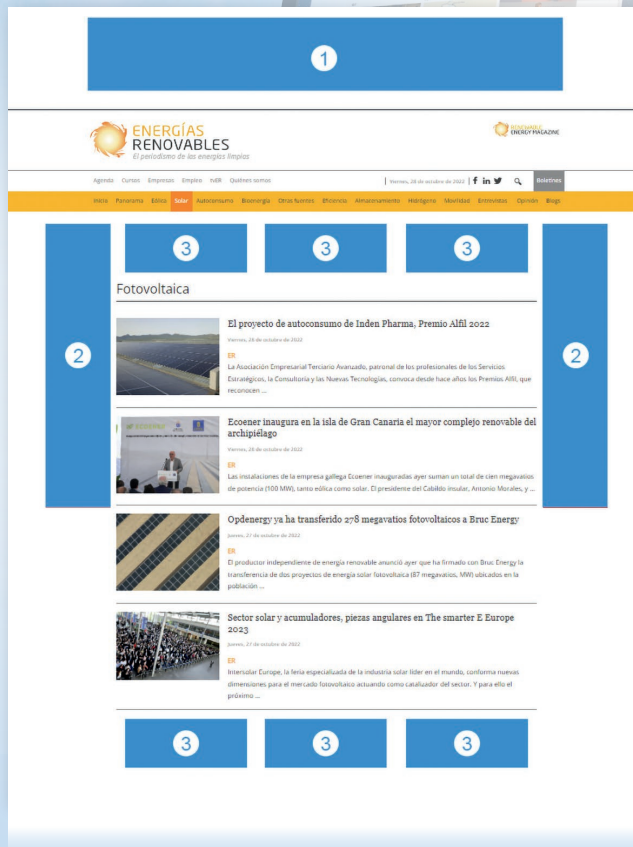 1
ENERGÍAS
RENOVABLES
El periodismo de las energías limpias
RENEWABLE
ENERGY MAGAZINE
Agenda Cursos Empresas Empleo tvER Quiénes somos
Viernes, 28 de octubre de 2022
Boletines
Inicio Panorama Eólica Solar Autoconsumo Bioenergía Otras fuentes Eficiencia Almacenamiento Hidrógeno Movilidad Entrevistas Opinión Blogs
3 3 3
Fotovoltaica
2
2
El proyecto de autoconsumo de Inden Pharma, Premio Alfil 2022
Viernes, 28 de octubre de 2022
ER
La Asociación Empresarial Terciario Avanzado, patronal de los profesionales de los Servicios
Estratégicos, la Consultoría y las Nuevas Tecnologías, convoca desde hace años los Premios Alfil, que
reconocen ...
Ecoener inaugura en la isla de Gran Canaria el mayor complejo renovable del
archipiélago
Viernes, 28 de octubre de 2022
ER
Las instalaciones de la empresa gallega Ecoener inauguradas ayer suman un total de cien megavatios
de potencia (100 MW), tanto eólica como solar. El presidente del Cabildo insular, Antonio Morales, y ...
Opdenergy ya ha transferido 278 megavatios fotovoltaicos a Bruc Energy
Jueves, 27 de octubre de 2022
ER
El productor independiente de energía renovable anunció ayer que ha firmado con Bruc Energy la
transferencia de dos proyectos de energía solar fotovoltaica (87 megavatios, MW) ubicados en la
población ...
Sector solar y acumuladores, piezas angulares en The smarter E Europe
2023
Jueves, 27 de octubre de 2022
ER
Intersolar Europe, la feria especializada de la industria solar líder en el mundo, conforma nuevas
dimensiones para el mercado fotovoltaico actuando como catalizador del sector. Y para ello el
próximo ...
3 3 3